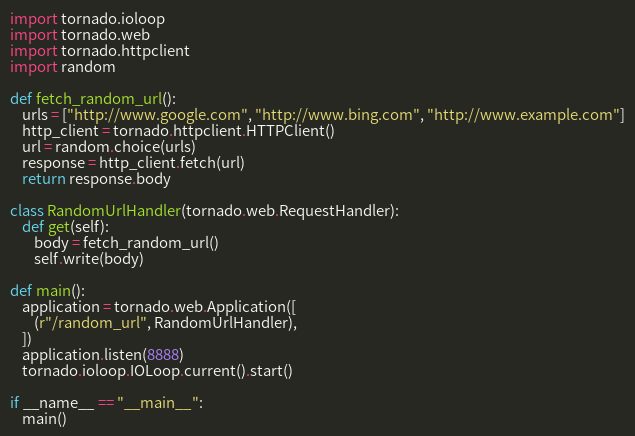 import tornado.ioloop
import tornado.web
import tornado.httpclient
import random

def fetch_random_url():
    urls = ["http://www.google.com", "http://www.bing.com", "http://www.example.com"]
    http_client = tornado.httpclient.HTTPClient()
    url = random.choice(urls)
    response = http_client.fetch(url)
    return response.body

class RandomUrlHandler(tornado.web.RequestHandler):
    def get(self):
        body = fetch_random_url()
        self.write(body)

def main():
    application = tornado.web.Application([
        (r"/random_url", RandomUrlHandler),
    ])
    application.listen(8888)
    tornado.ioloop.IOLoop.current().start()

if __name__ == "__main__":
    main()